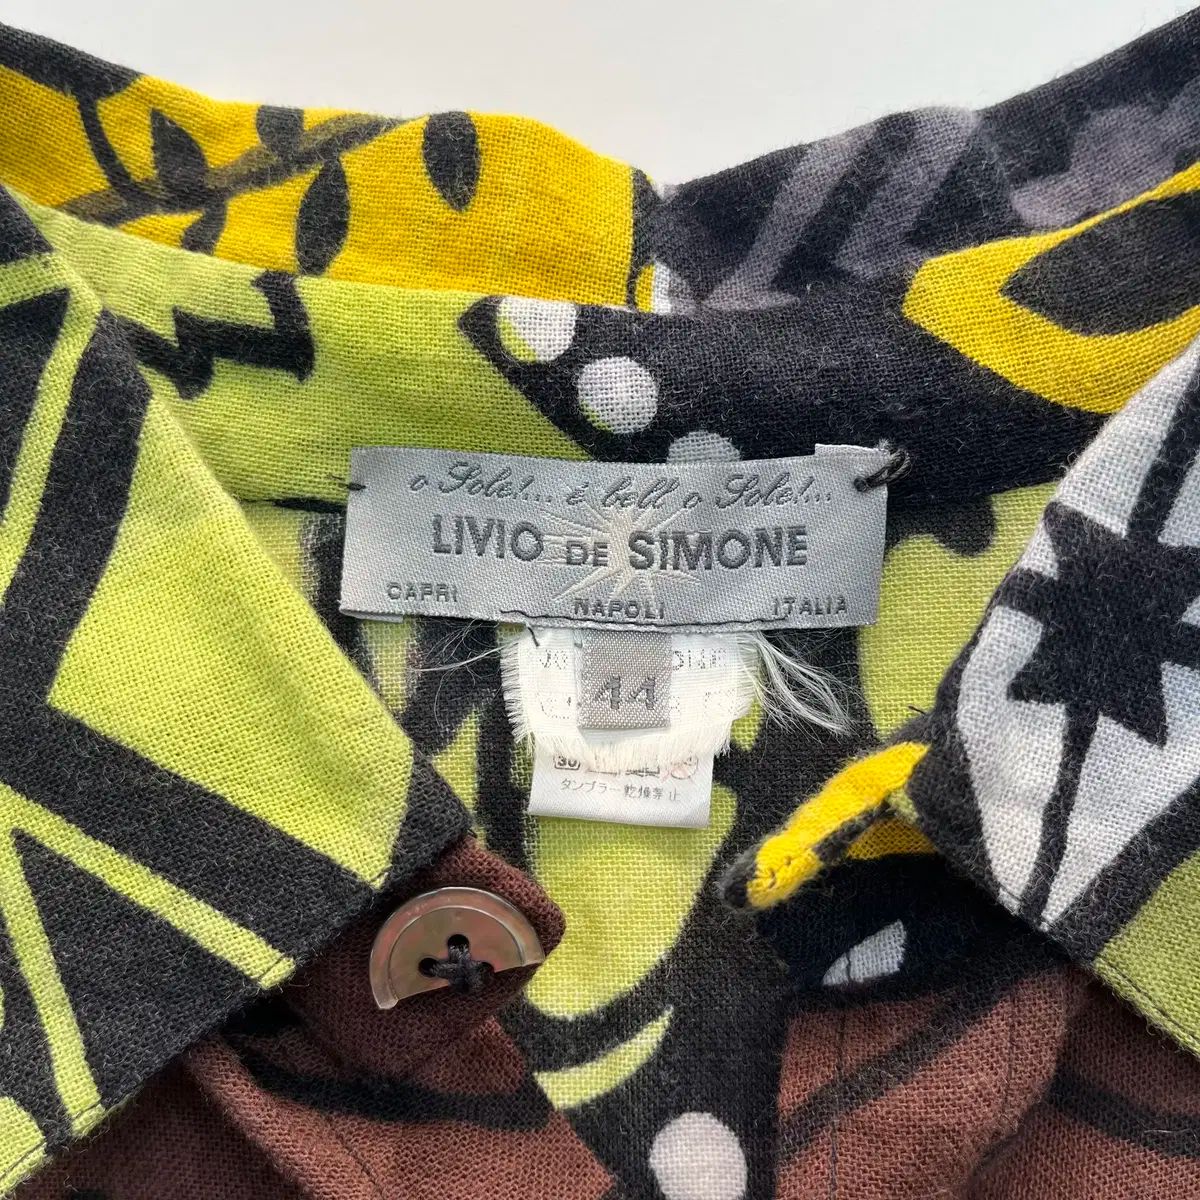 o Sole!... é bell o Sole!...
LIVIO DE SIMONE
CAPRI NAPOLI ITALIA
44
30
タンブラー乾燥禁止